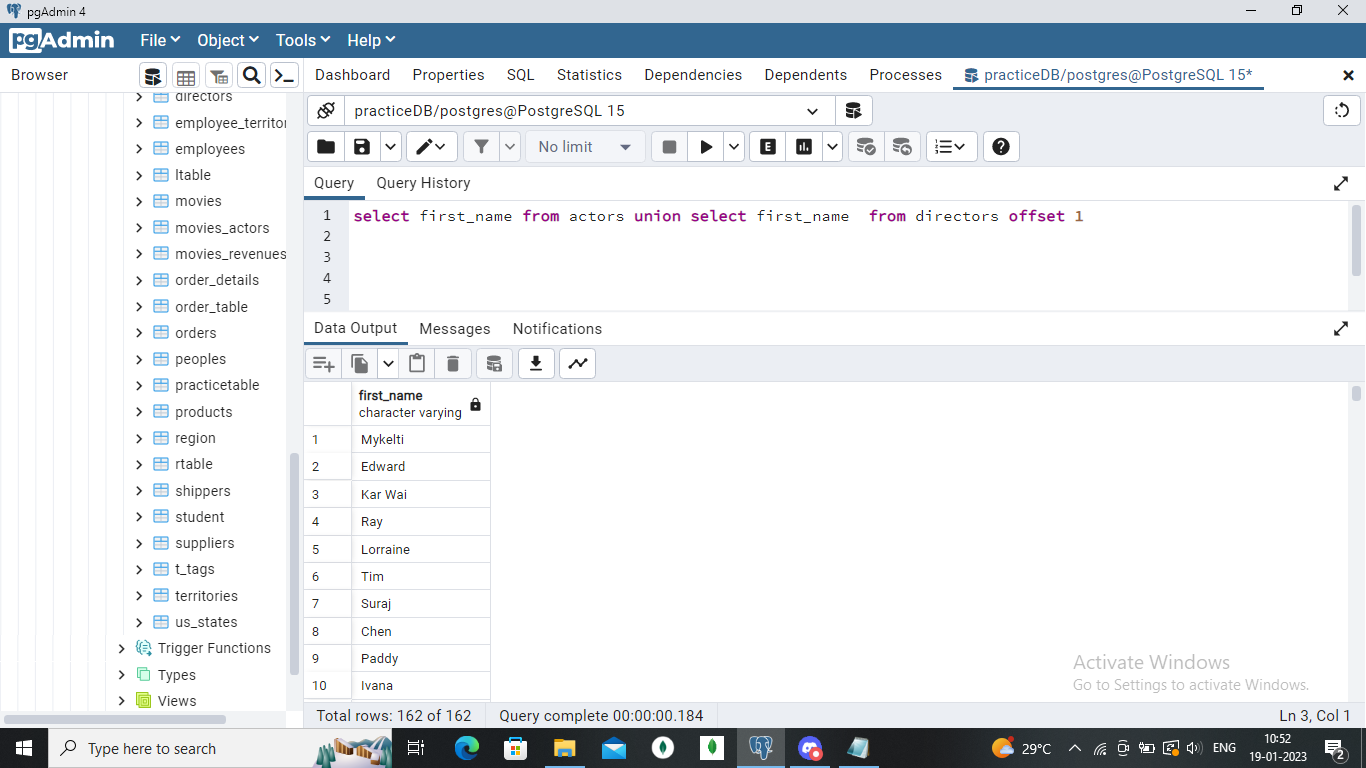 pgAdmin 4
pgAdmin File Object Tools Help
Browser
Dashboard Properties SQL Statistics Dependencies Dependents Processes practiceDB/postgres@PostgreSQL 15*
directors
employee_territo
employees
ltable
movies
movies_actors
movies_revenues
order_details
order_table
orders
peoples
practicetable
products
region
rtable
shippers
student
suppliers
t_tags
territories
us_states
Trigger Functions
Types
Views
practiceDB/postgres@PostgreSQL 15
No limit
E
Query Query History
1 select first_name from actors union select first_name  from directors offset 1
2
3
4
5
Data Output Messages Notifications
first_name
character varying
1 Mykelti
2 Edward
3 Kar Wai
4 Ray
5 Lorraine
6 Tim
7 Suraj
8 Chen
9 Paddy
10 Ivana
Activate Windows
Go to Settings to activate Windows.
Total rows: 162 of 162 Query complete 00:00:00.184 Ln 3, Col 1
Type here to search
29°C ENG
10:52
19-01-2023
2